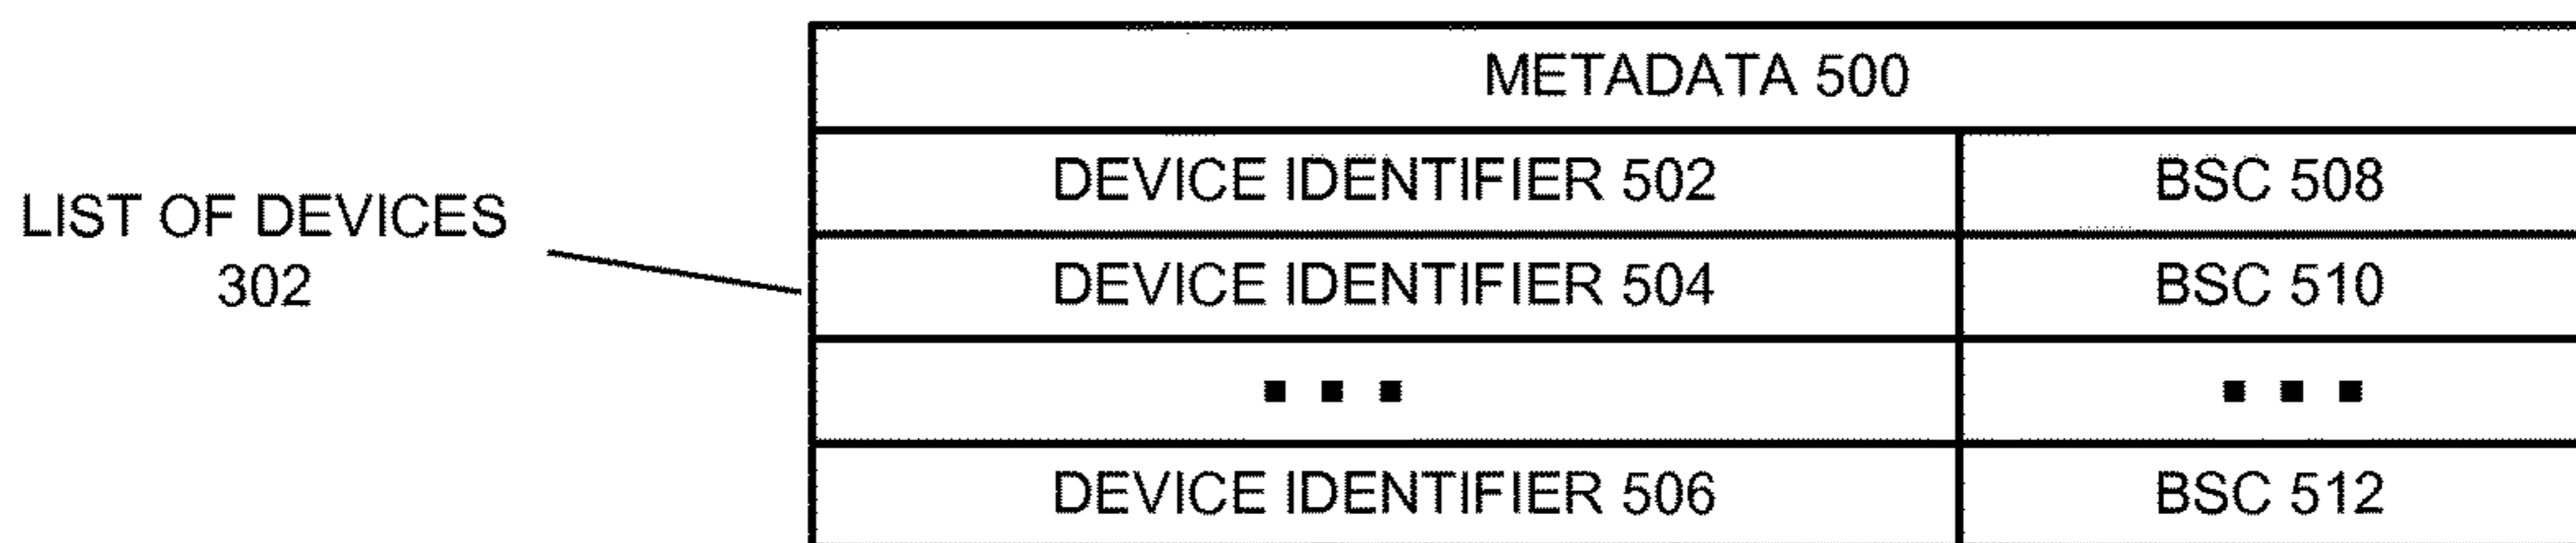 METADATA 500
DEVICE IDENTIFIER 502 BSC 508
LIST OF DEVICES
302
DEVICE IDENTIFIER 504 BSC 510
▪ ▪ ▪ ▪ ▪ ▪
DEVICE IDENTIFIER 506 BSC 512